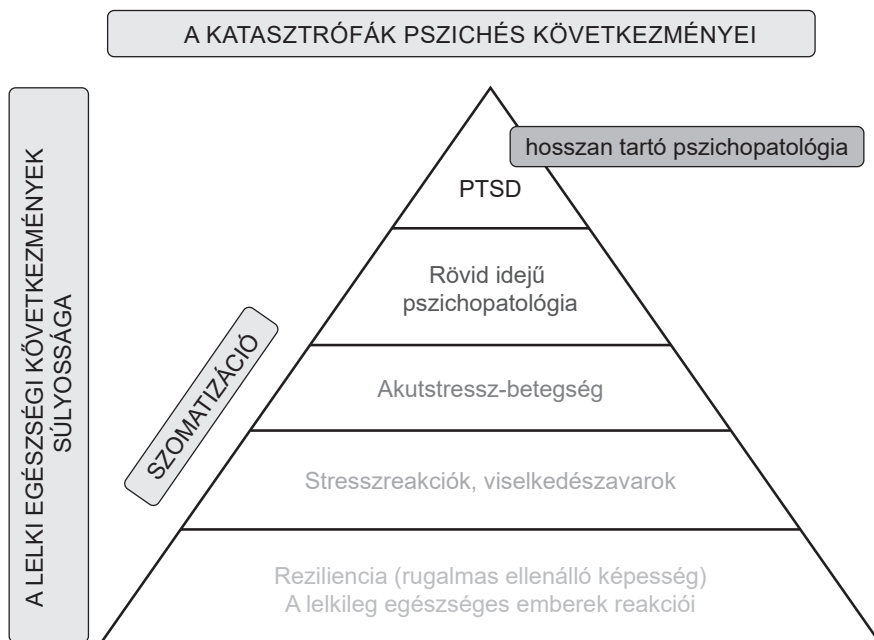 A KATASZTRÓFÁK PSZICHÉS KÖVETKEZMÉNYEI
A LELKI EGÉSZSÉGI KÖVETKEZMÉNYEK
SÚLYOSSÁGA
hosszan tartó pszichopatológia
PTSD
Rövid idejű
pszichopatológia
SZOMATIZÁCIÓ
Akutstressz-betegség
Stresszreakciók, viselkedészavarok
Reziliencia (rugalmas ellenálló képesség)
A lelkileg egészséges emberek reakciói